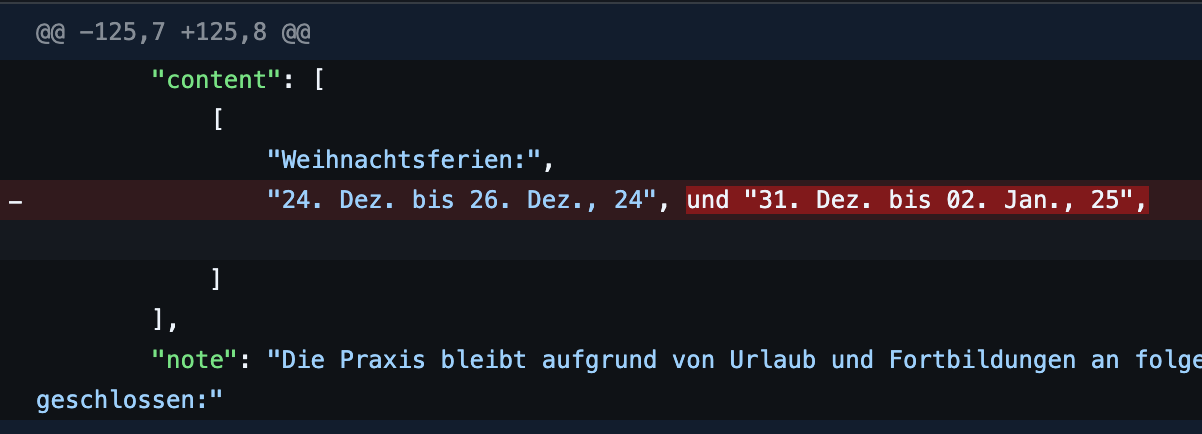 @@ -125,7 +125,8 @@
"content": [
[
"Weihnachtsferien:",
- "24. Dez. bis 26. Dez., 24", und "31. Dez. bis 02. Jan., 25",
]
],
"note": "Die Praxis bleibt aufgrund von Urlaub und Fortbildungen an folge
geschlossen:"